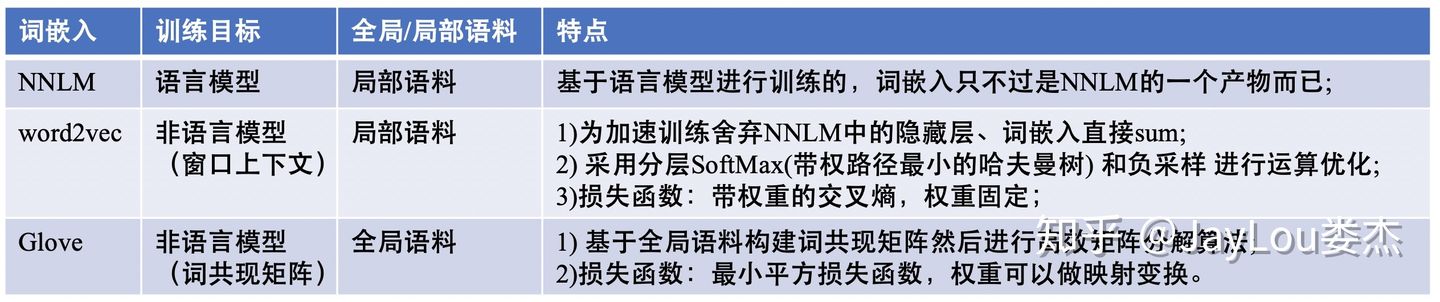 词嵌入 训练目标 全局/局部语料 特点
NNLM 语言模型 局部语料 基于语言模型进行训练的，词嵌入只不过是NNLM的一个产物而已;
word2vec 非语言模型 局部语料 1)为加速训练舍弃NNLM中的隐藏层、词嵌入直接sum;
（窗口上下文） 2) 采用分层SoftMax(带权路径最小的哈夫曼树) 和负采样 进行运算优化;
3)损失函数：带权重的交叉熵，权重固定；
Glove 非语言模型 全局语料 1) 基于全局语料构建词共现矩阵然后进行矩阵分解算法
（词共现矩阵） 2)损失函数：最小平方损失函数，权重可以做映射变换。
知乎 @JayLou娄杰